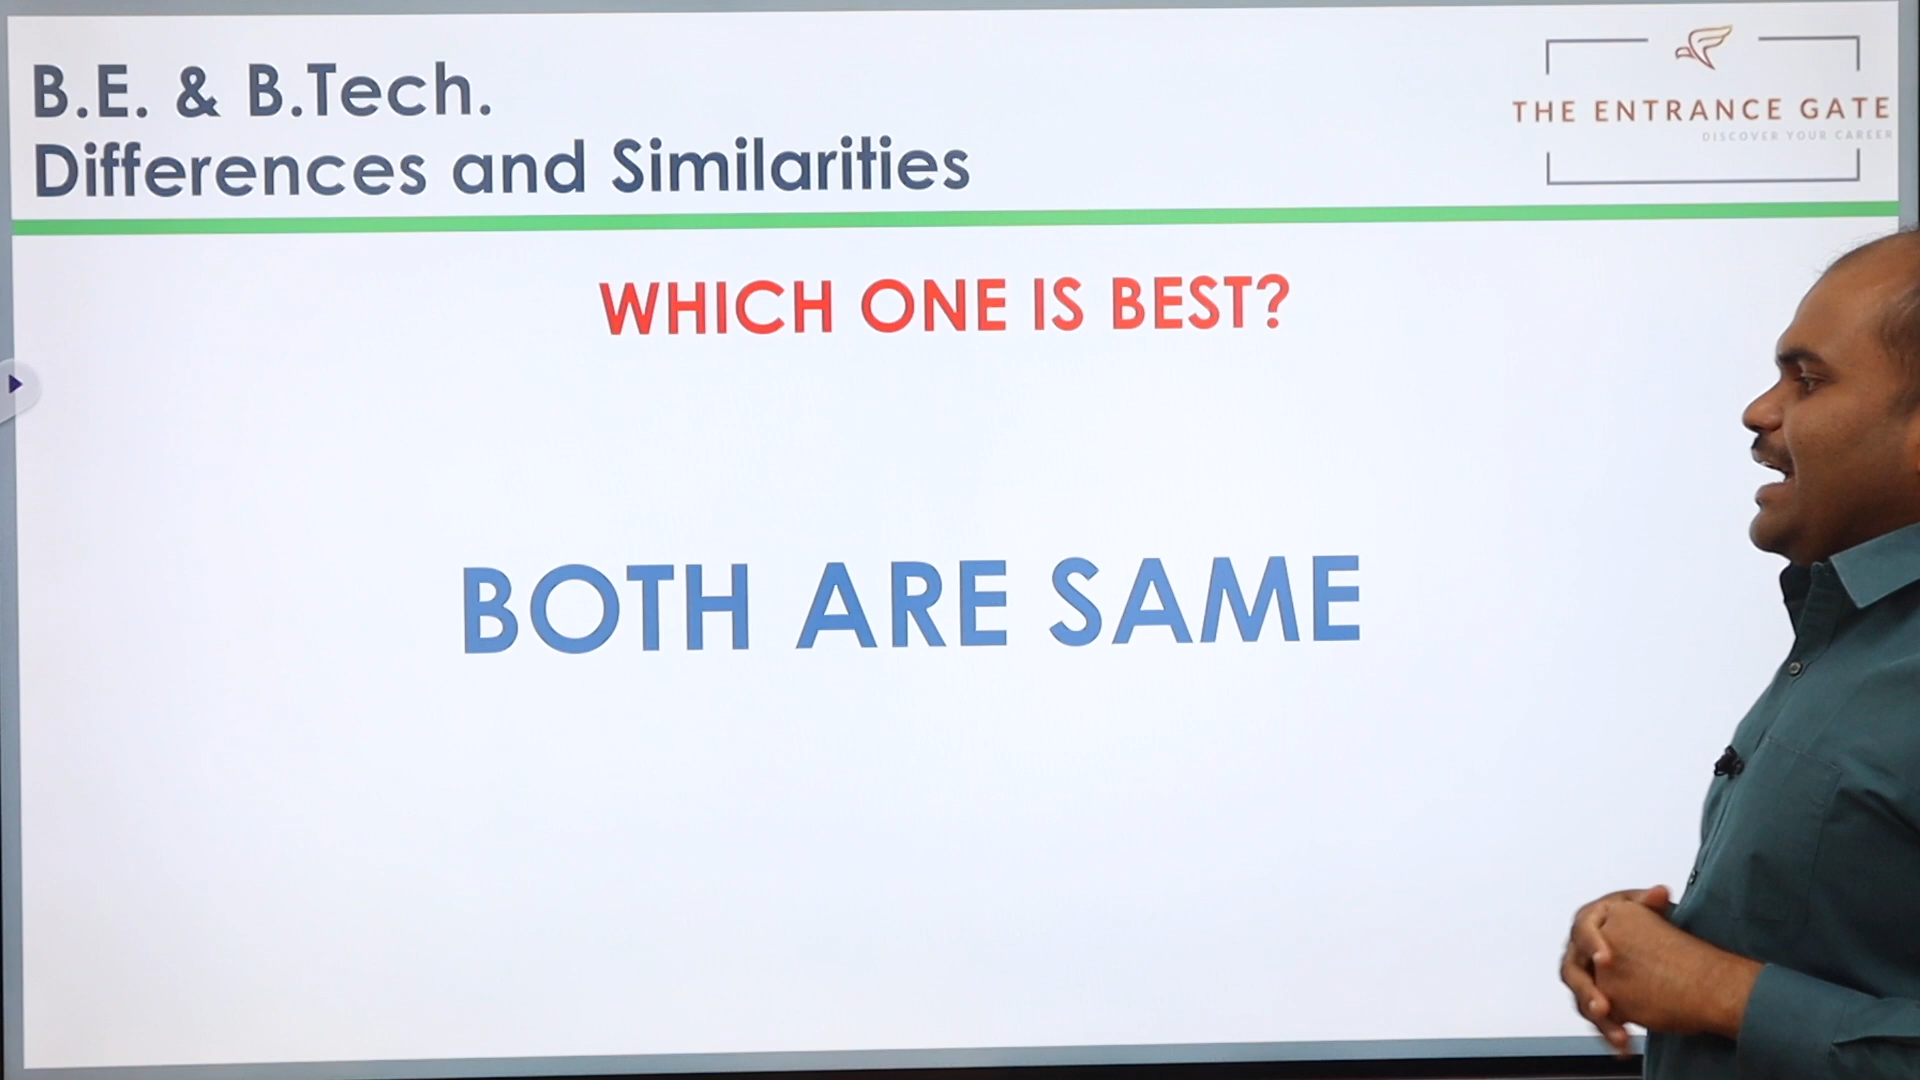 B.E. & B.Tech.
Differences and Similarities
THE ENTRANCE GATE
DISCOVER YOUR CAREER
WHICH ONE IS BEST?
BOTH ARE SAME